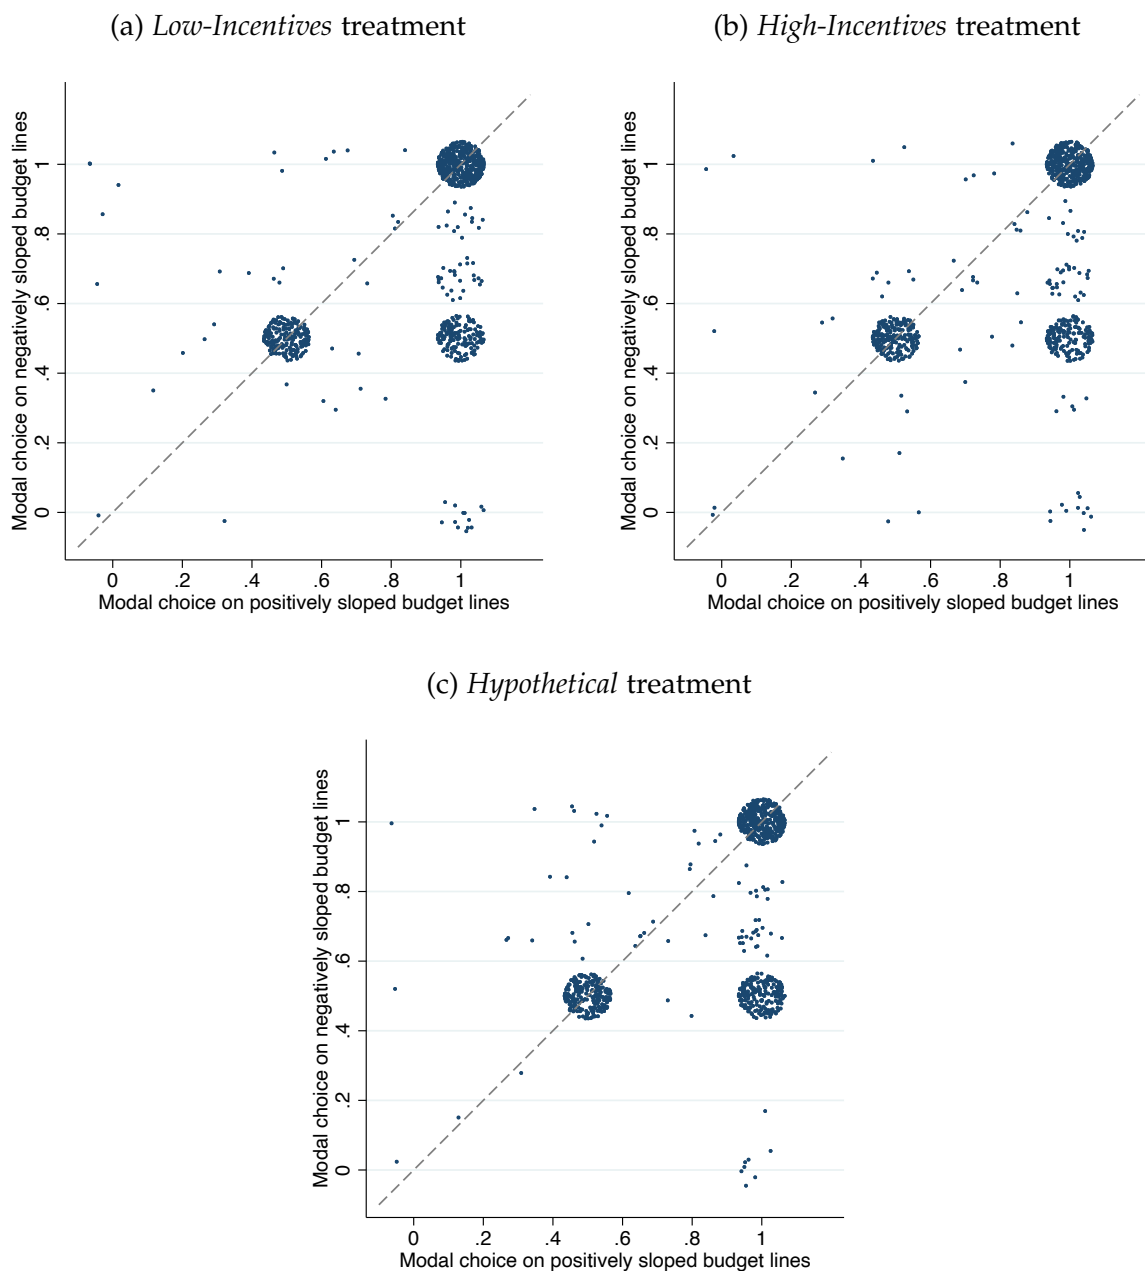 (a) Low-Incentives treatment
Modal choice on negatively sloped budget lines
1
.8
.6
.4
.2
0
0 .2 .4 .6 .8 1
Modal choice on positively sloped budget lines
(b) High-Incentives treatment
Modal choice on negatively sloped budget lines
1
.8
.6
.4
.2
0
0 .2 .4 .6 .8 1
Modal choice on positively sloped budget lines
(c) Hypothetical treatment
Modal choice on negatively sloped budget lines
1
.8
.6
.4
.2
0
0 .2 .4 .6 .8 1
Modal choice on positively sloped budget lines